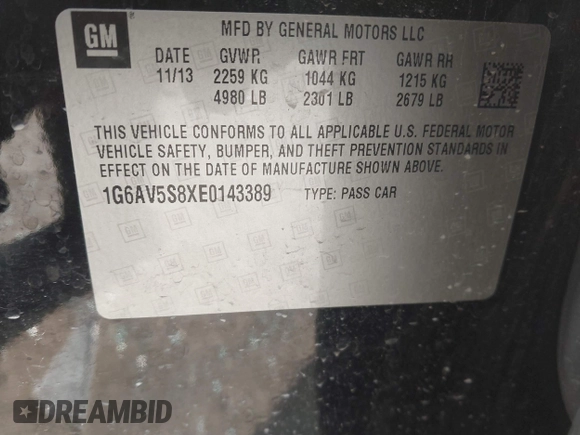 GM
MFD BY GENERAL MOTORS LLC
DATE GVWR GAWR FRT GAWR RR
11/13 2259 KG 1044 KG 1215 KG
4980 LB 2301 LB 2679 LB
THIS VEHICLE CONFORMS TO ALL APPLICABLE U.S. FEDERAL MOTOR
VEHICLE SAFETY, BUMPER, AND THEFT PREVENTION STANDARDS IN
EFFECT ON THE DATE OF MANUFACTURE SHOWN ABOVE.
1G6AV5S8XE0143389 TYPE: PASS CAR
DREAMBID